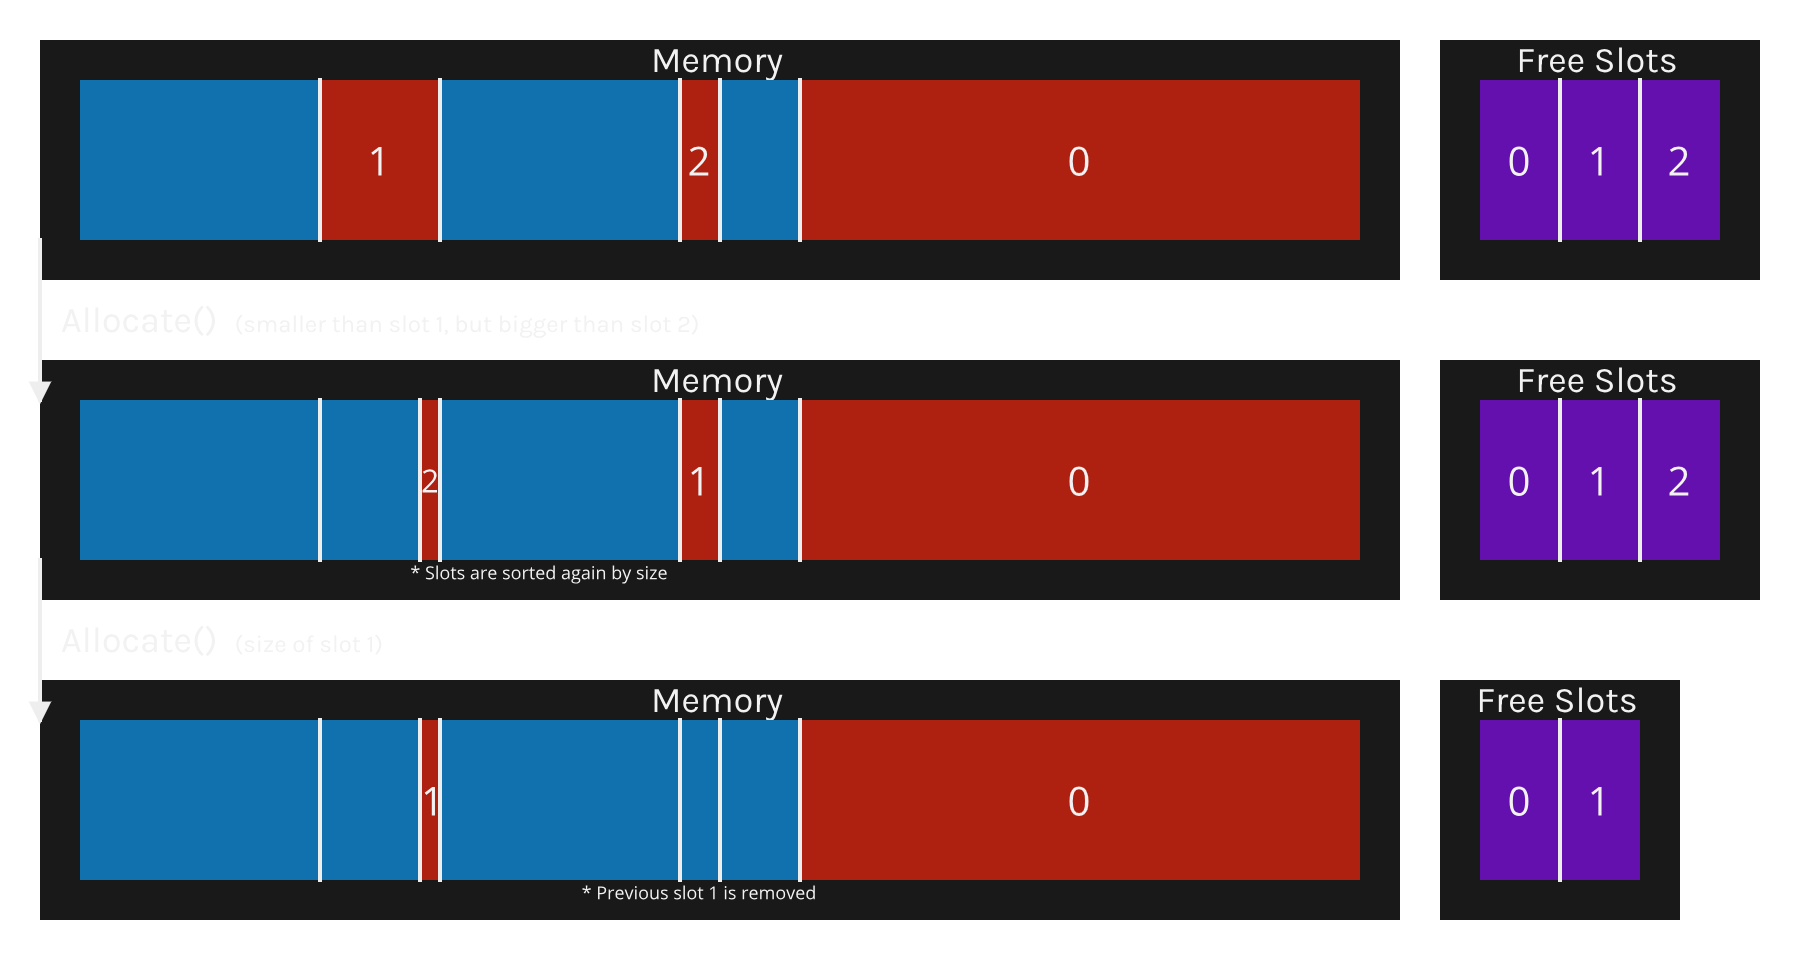 Memory
Free Slots
1
2
0
0
1
2
Allocate() (smaller than slot 1, but bigger than slot 2)
Memory
Free Slots
2
1
0
0
1
2
* Slots are sorted again by size
Allocate() (size of slot 1)
Memory
Free Slots
1
0
0
1
* Previous slot 1 is removed